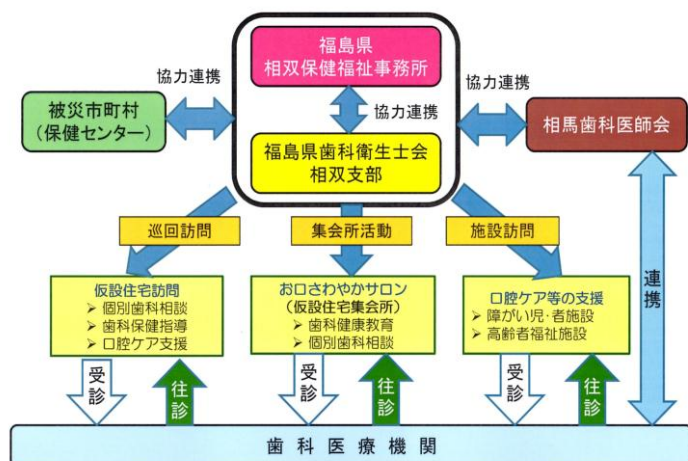 福島県
相双保健福祉事務所
協力連携
協力連携
被災市町村
(保健センター)
協力連携
相馬歯科医師会
福島県歯科衛生士会
相双支部
巡回訪問
集会所活動
施設訪問
連携
仮設住宅訪問
➢ 個別歯科相談
➢ 歯科保健指導
➢ 口腔ケア支援
お口さわやかサロン
(仮設住宅集会所)
➢ 歯科健康教育
➢ 個別歯科相談
口腔ケア等の支援
➢ 障がい児・者施設
➢ 高齢者福祉施設
受診
往診
受診
往診
受診
往診
歯科医療機関